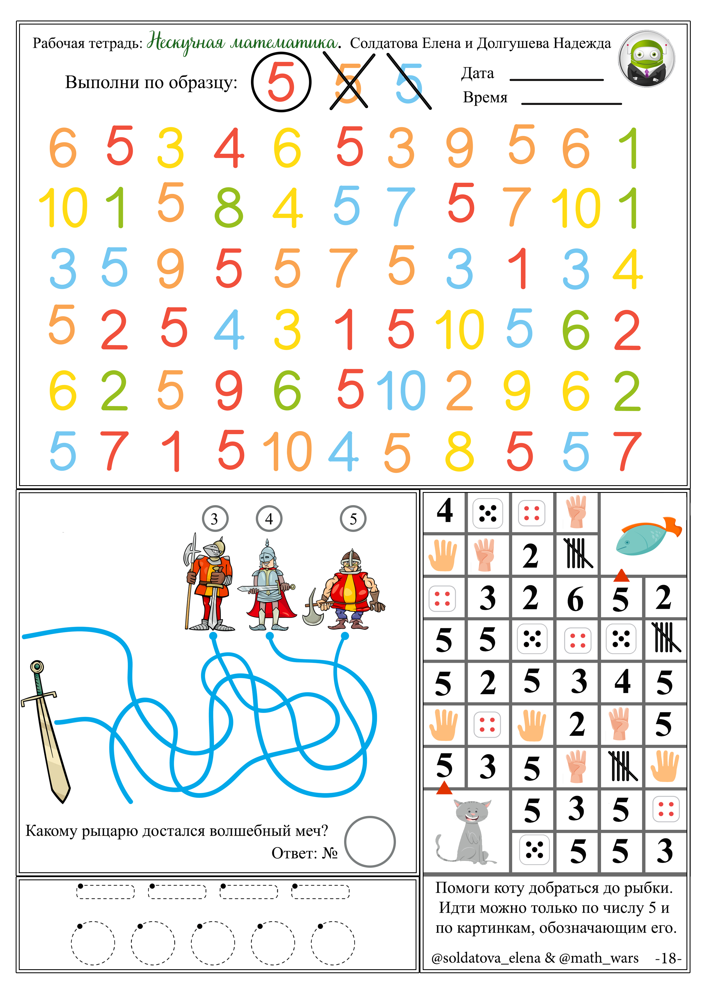 Рабочая тетрадь: Нескучная математика. Солдатова Елена и Долгушева Надежда
Выполни по образцу: 5 5 5
Дата
Время
6 5 3 4 6 5 3 9 5 6 1
10 1 5 8 4 5 7 5 7 10 1
3 5 9 5 5 7 5 3 1 3 4
5 2 5 4 3 1 5 10 5 6 2
6 2 5 9 6 5 10 2 9 6 2
5 7 1 5 10 4 5 8 5 5 7
3 4 5
Какому рыцарю достался волшебный меч?
Ответ: №
4
2
3 2 6 5 2
5 5
5 2 5 3 4 5
2 5
5 3 5
5 3 5
5 5 3
Помоги коту добраться до рыбки.
Идти можно только по числу 5 и
по картинкам, обозначающим его.
@soldatova_elena & @math_wars -18-